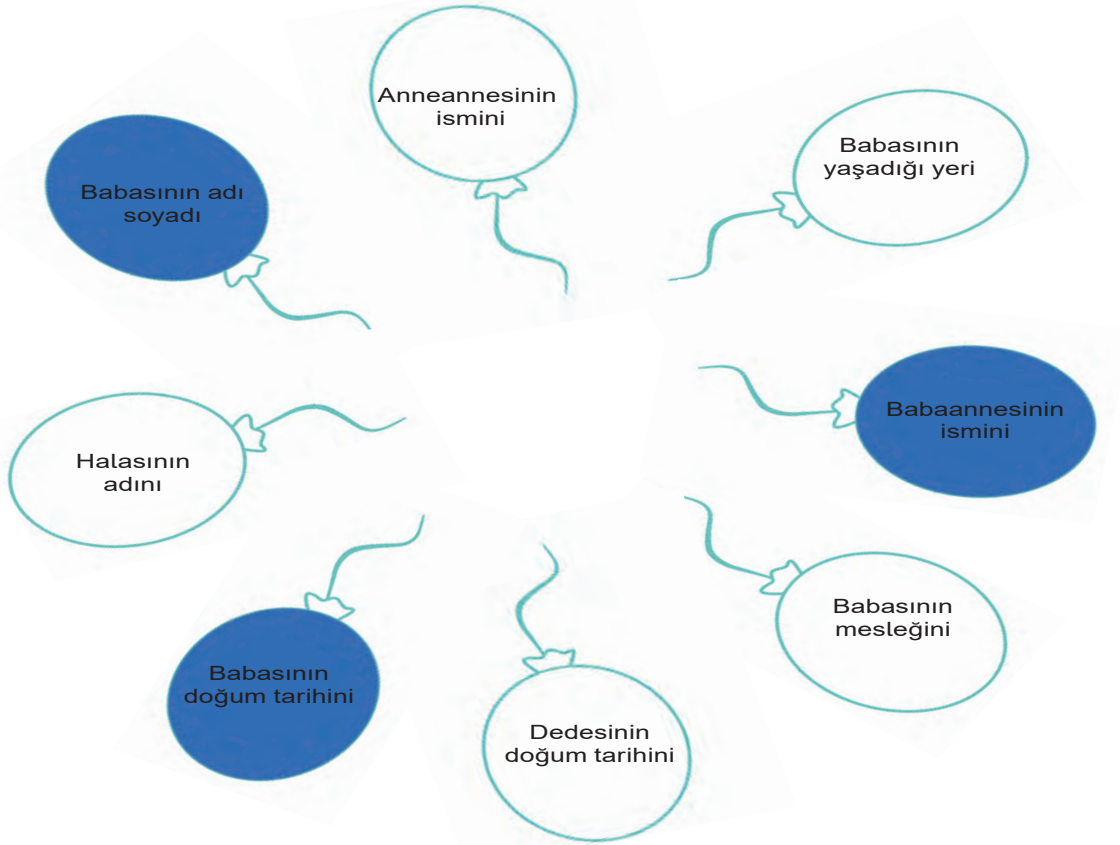 Anneannesinin
ismini
Babasının
yaşadığı yeri
Babasının adı
soyadı
Babaannesinin
ismini
Halasının
adını
Babasının
mesleğini
Babasının
doğum tarihini
Dedesinin
doğum tarihini